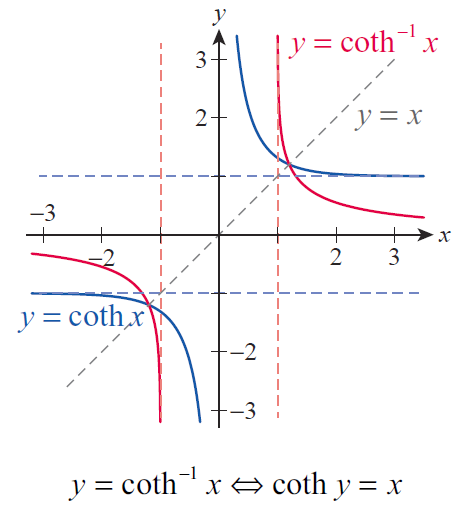 y
3
y = coth⁻¹ x
2
y = x
-3
x
-2
2
3
y = coth x
-2
-3
y = coth⁻¹ x ⇔ coth y = x